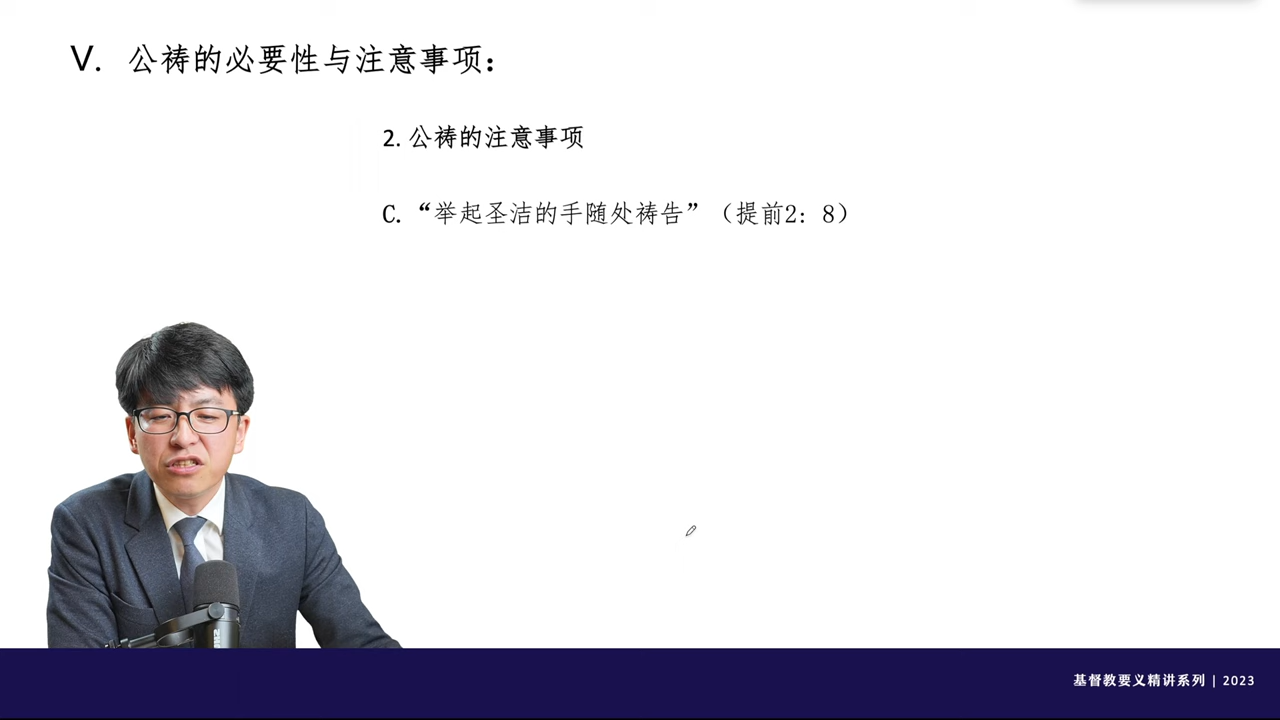 V. 公祷的必要性与注意事项：
2. 公祷的注意事项
C. “举起圣洁的手随处祷告”（提前2：8）
基督教要义精讲系列 | 2023